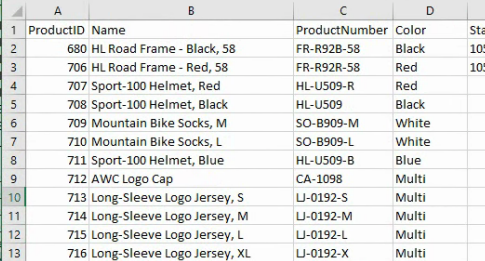 A B C D
1 ProductID Name ProductNumber Color Sta
2 680 HL Road Frame - Black, 58 FR-R92B-58 Black 105
3 706 HL Road Frame - Red, 58 FR-R92R-58 Red 105
4 707 Sport-100 Helmet, Red HL-U509-R Red
5 708 Sport-100 Helmet, Black HL-U509 Black
6 709 Mountain Bike Socks, M SO-B909-M White
7 710 Mountain Bike Socks, L SO-B909-L White
8 711 Sport-100 Helmet, Blue HL-U509-B Blue
9 712 AWC Logo Cap CA-1098 Multi
10 713 Long-Sleeve Logo Jersey, S LJ-0192-S Multi
11 714 Long-Sleeve Logo Jersey, M LJ-0192-M Multi
12 715 Long-Sleeve Logo Jersey, L LJ-0192-L Multi
13 716 Long-Sleeve Logo Jersey, XL LJ-0192-X Multi